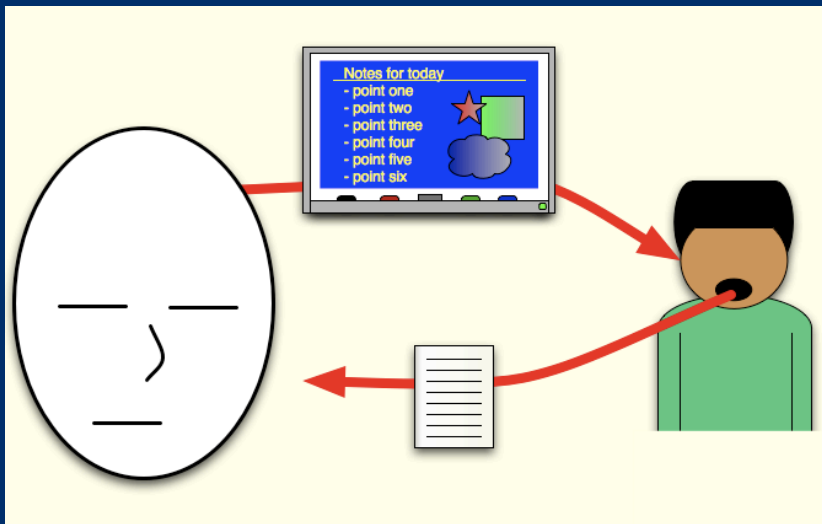 Notes for today
- point one
- point two
- point three
- point four
- point five
- point six